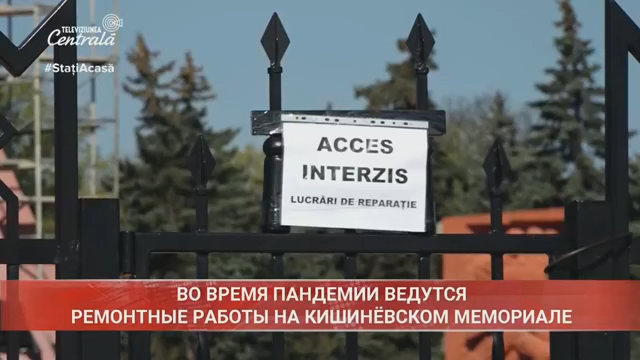 TELEVIZIUNEA
Centrală
#StațiAcasă
ACCES
INTERZIS
LUCRĂRI DE REPARAȚIE
ВО ВРЕМЯ ПАНДЕМИИ ВЕДУТСЯ
РЕМОНТНЫЕ РАБОТЫ НА КИШИНЁВСКОМ МЕМОРИАЛЕ